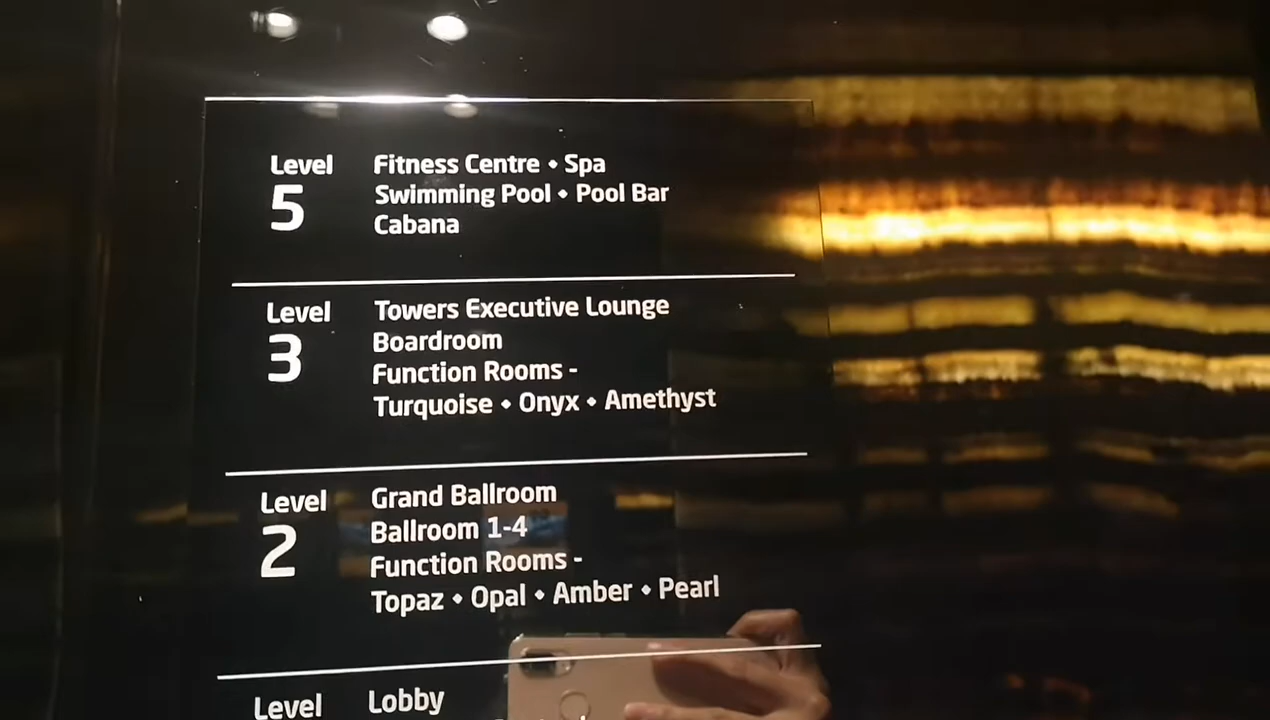 Level 5
Fitness Centre • Spa
Swimming Pool • Pool Bar
Cabana
Level 3
Towers Executive Lounge
Boardroom
Function Rooms -
Turquoise • Onyx • Amethyst
Level 2
Grand Ballroom
Ballroom 1-4
Function Rooms -
Topaz • Opal • Amber • Pearl
Level
Lobby